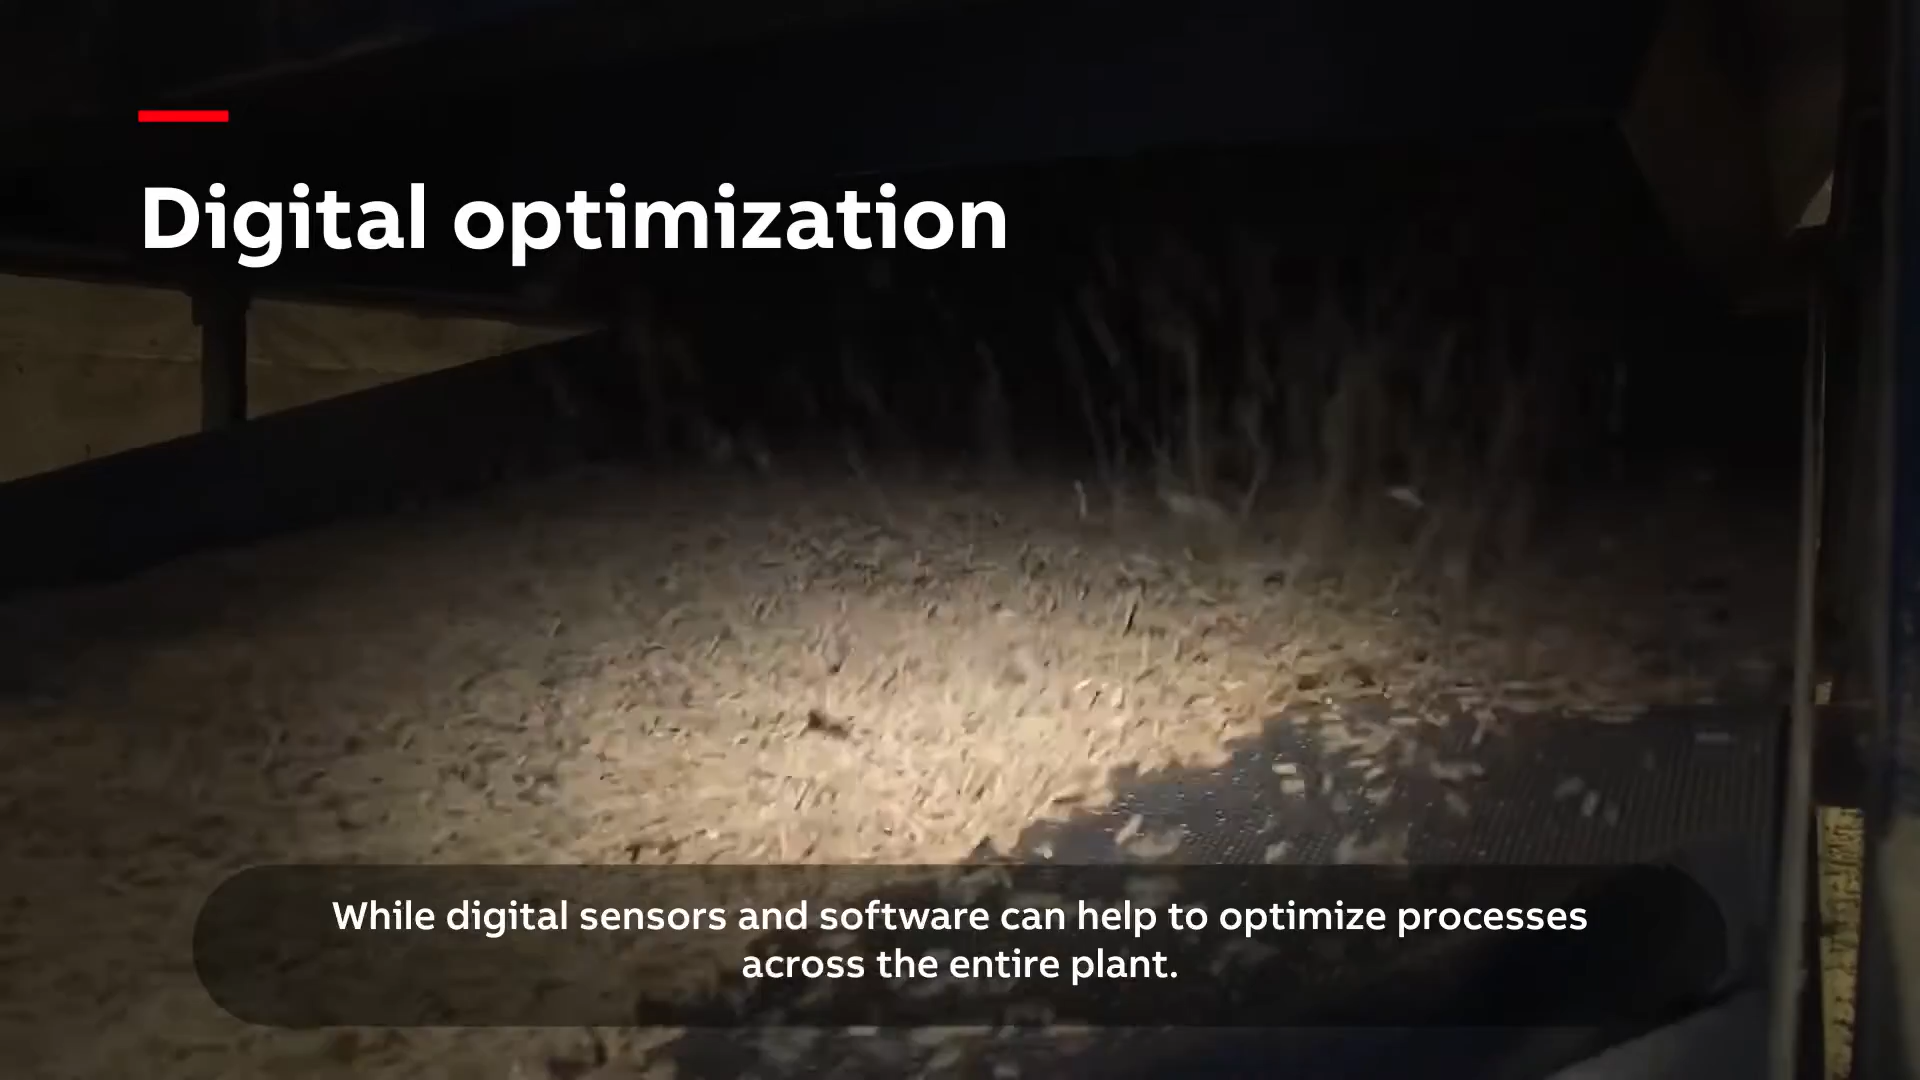 Digital optimization
While digital sensors and software can help to optimize processes
across the entire plant.